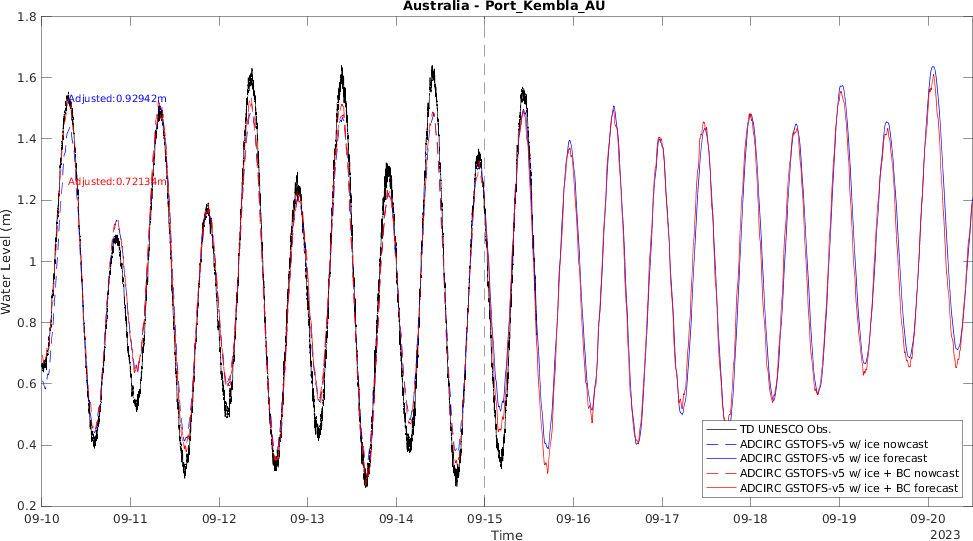 Australia - Port_Kembla_AU
1.8
1.6
1.4
1.2
1
0.8
0.6
0.4
0.2
Water Level (m)
Adjusted:0.92942m
Adjusted:0.72134m
TD UNESCO Obs.
ADCIRC GSTOFS-v5 w/ ice nowcast
ADCIRC GSTOFS-v5 w/ ice forecast
ADCIRC GSTOFS-v5 w/ ice + BC nowcast
ADCIRC GSTOFS-v5 w/ ice + BC forecast
09-10 09-11 09-12 09-13 09-14 09-15 09-16 09-17 09-18 09-19 09-20
2023
Time